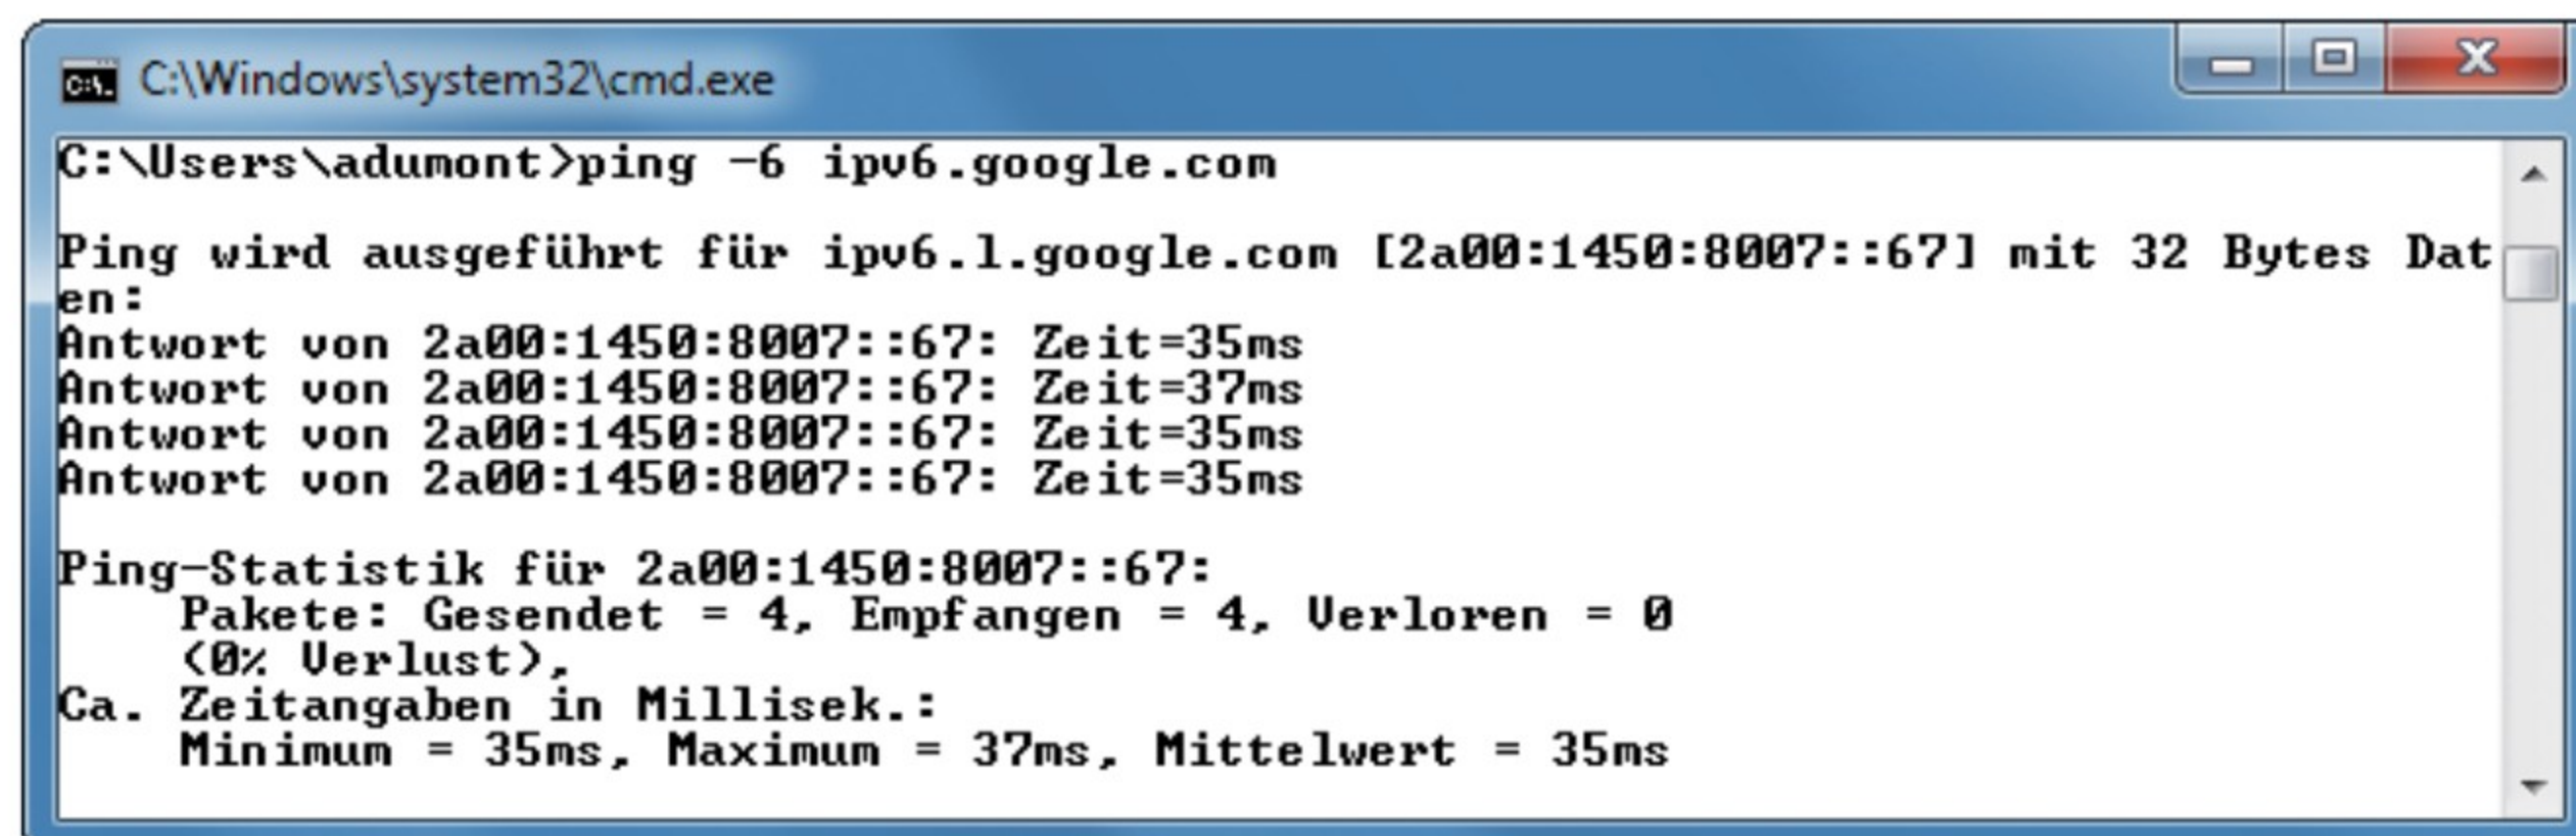 C:\Windows\system32\cmd.exe
C:\Users\adumont>ping -6 ipv6.google.com
Ping wird ausgeführt für ipv6.l.google.com [2a00:1450:8007::67] mit 32 Bytes Dat
en:
Antwort von 2a00:1450:8007::67: Zeit=35ms
Antwort von 2a00:1450:8007::67: Zeit=37ms
Antwort von 2a00:1450:8007::67: Zeit=35ms
Antwort von 2a00:1450:8007::67: Zeit=35ms
Ping-Statistik für 2a00:1450:8007::67:
Pakete: Gesendet = 4, Empfangen = 4, Verloren = 0
(0% Verlust),
Ca. Zeitangaben in Millisek.:
Minimum = 35ms, Maximum = 37ms, Mittelwert = 35ms